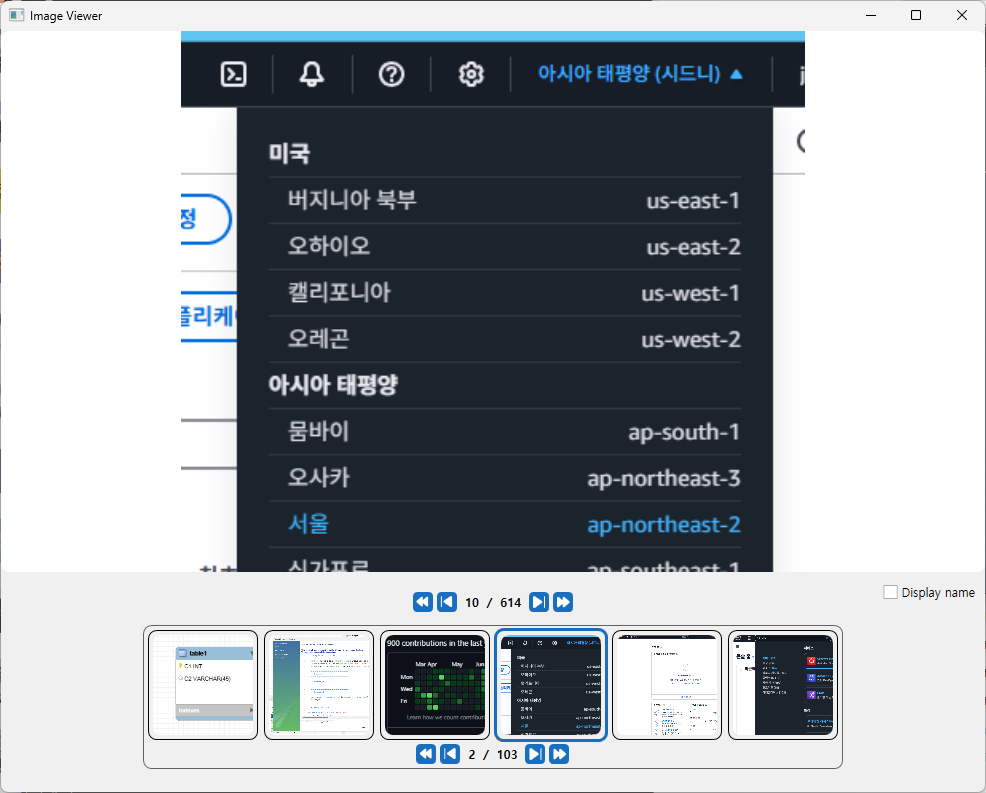 Image Viewer
아시아 태평양 (시드니)
미국
버지니아 북부 us-east-1
정
오하이오 us-east-2
캘리포니아 us-west-1
플리케
오레곤 us-west-2
아시아 태평양
뭄바이 ap-south-1
오사카 ap-northeast-3
서울 ap-northeast-2
싱가포르 ap-southeast-1
Display name
10 / 614
table1
C1 INT
C2 VARCHAR(45)
Indexes
900 contributions in the last
Mar Apr May Jun
Mon
Wed
Fri
Learn how we count contribut
2 / 103